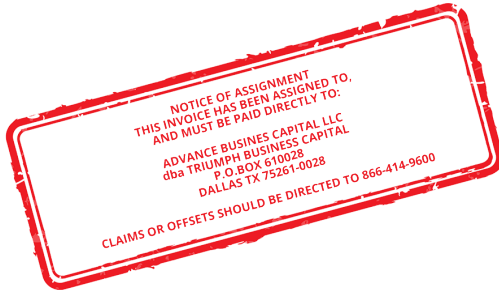 NOTICE OF ASSIGNMENT
THIS INVOICE HAS BEEN ASSIGNED TO,
AND MUST BE PAID DIRECTLY TO:
ADVANCE BUSINES CAPITAL LLC
dba TRIUMPH BUSINESS CAPITAL
P.O.BOX 610028
DALLAS TX 75261-0028
CLAIMS OR OFFSETS SHOULD BE DIRECTED TO 866-414-9600